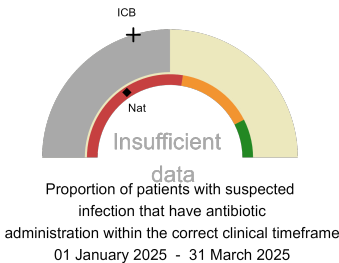 ICB
Nat
Insufficient
data
Proportion of patients with suspected
infection that have antibiotic
administration within the correct clinical timeframe
01 January 2025 - 31 March 2025